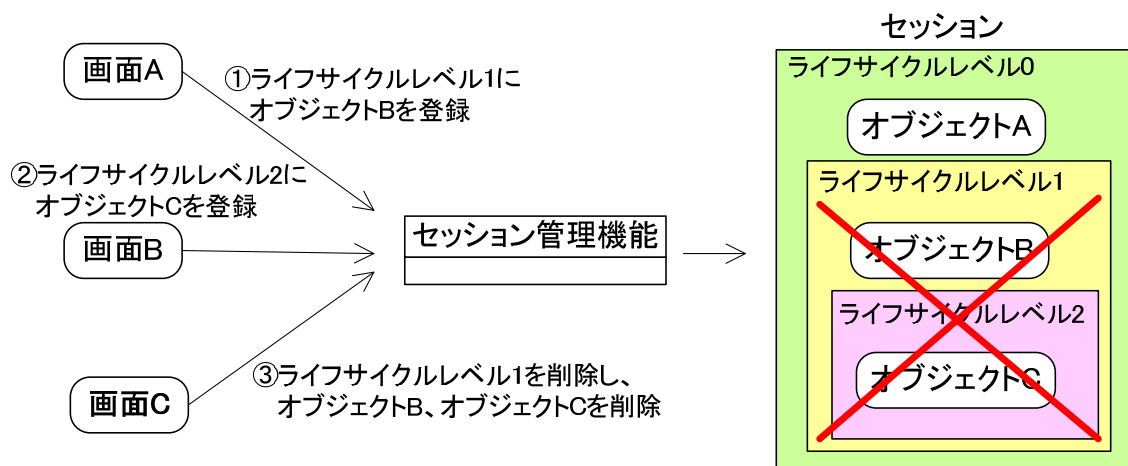 セッション
ライフサイクルレベル0
画面A
①ライフサイクルレベル1に
オブジェクトBを登録
オブジェクトA
②ライフサイクルレベル2に
オブジェクトCを登録
ライフサイクルレベル1
画面B
セッション管理機能
オブジェクトB
ライフサイクルレベル2
画面C
③ライフサイクルレベル1を削除し、
オブジェクトB、オブジェクトCを削除
オブジェクトC